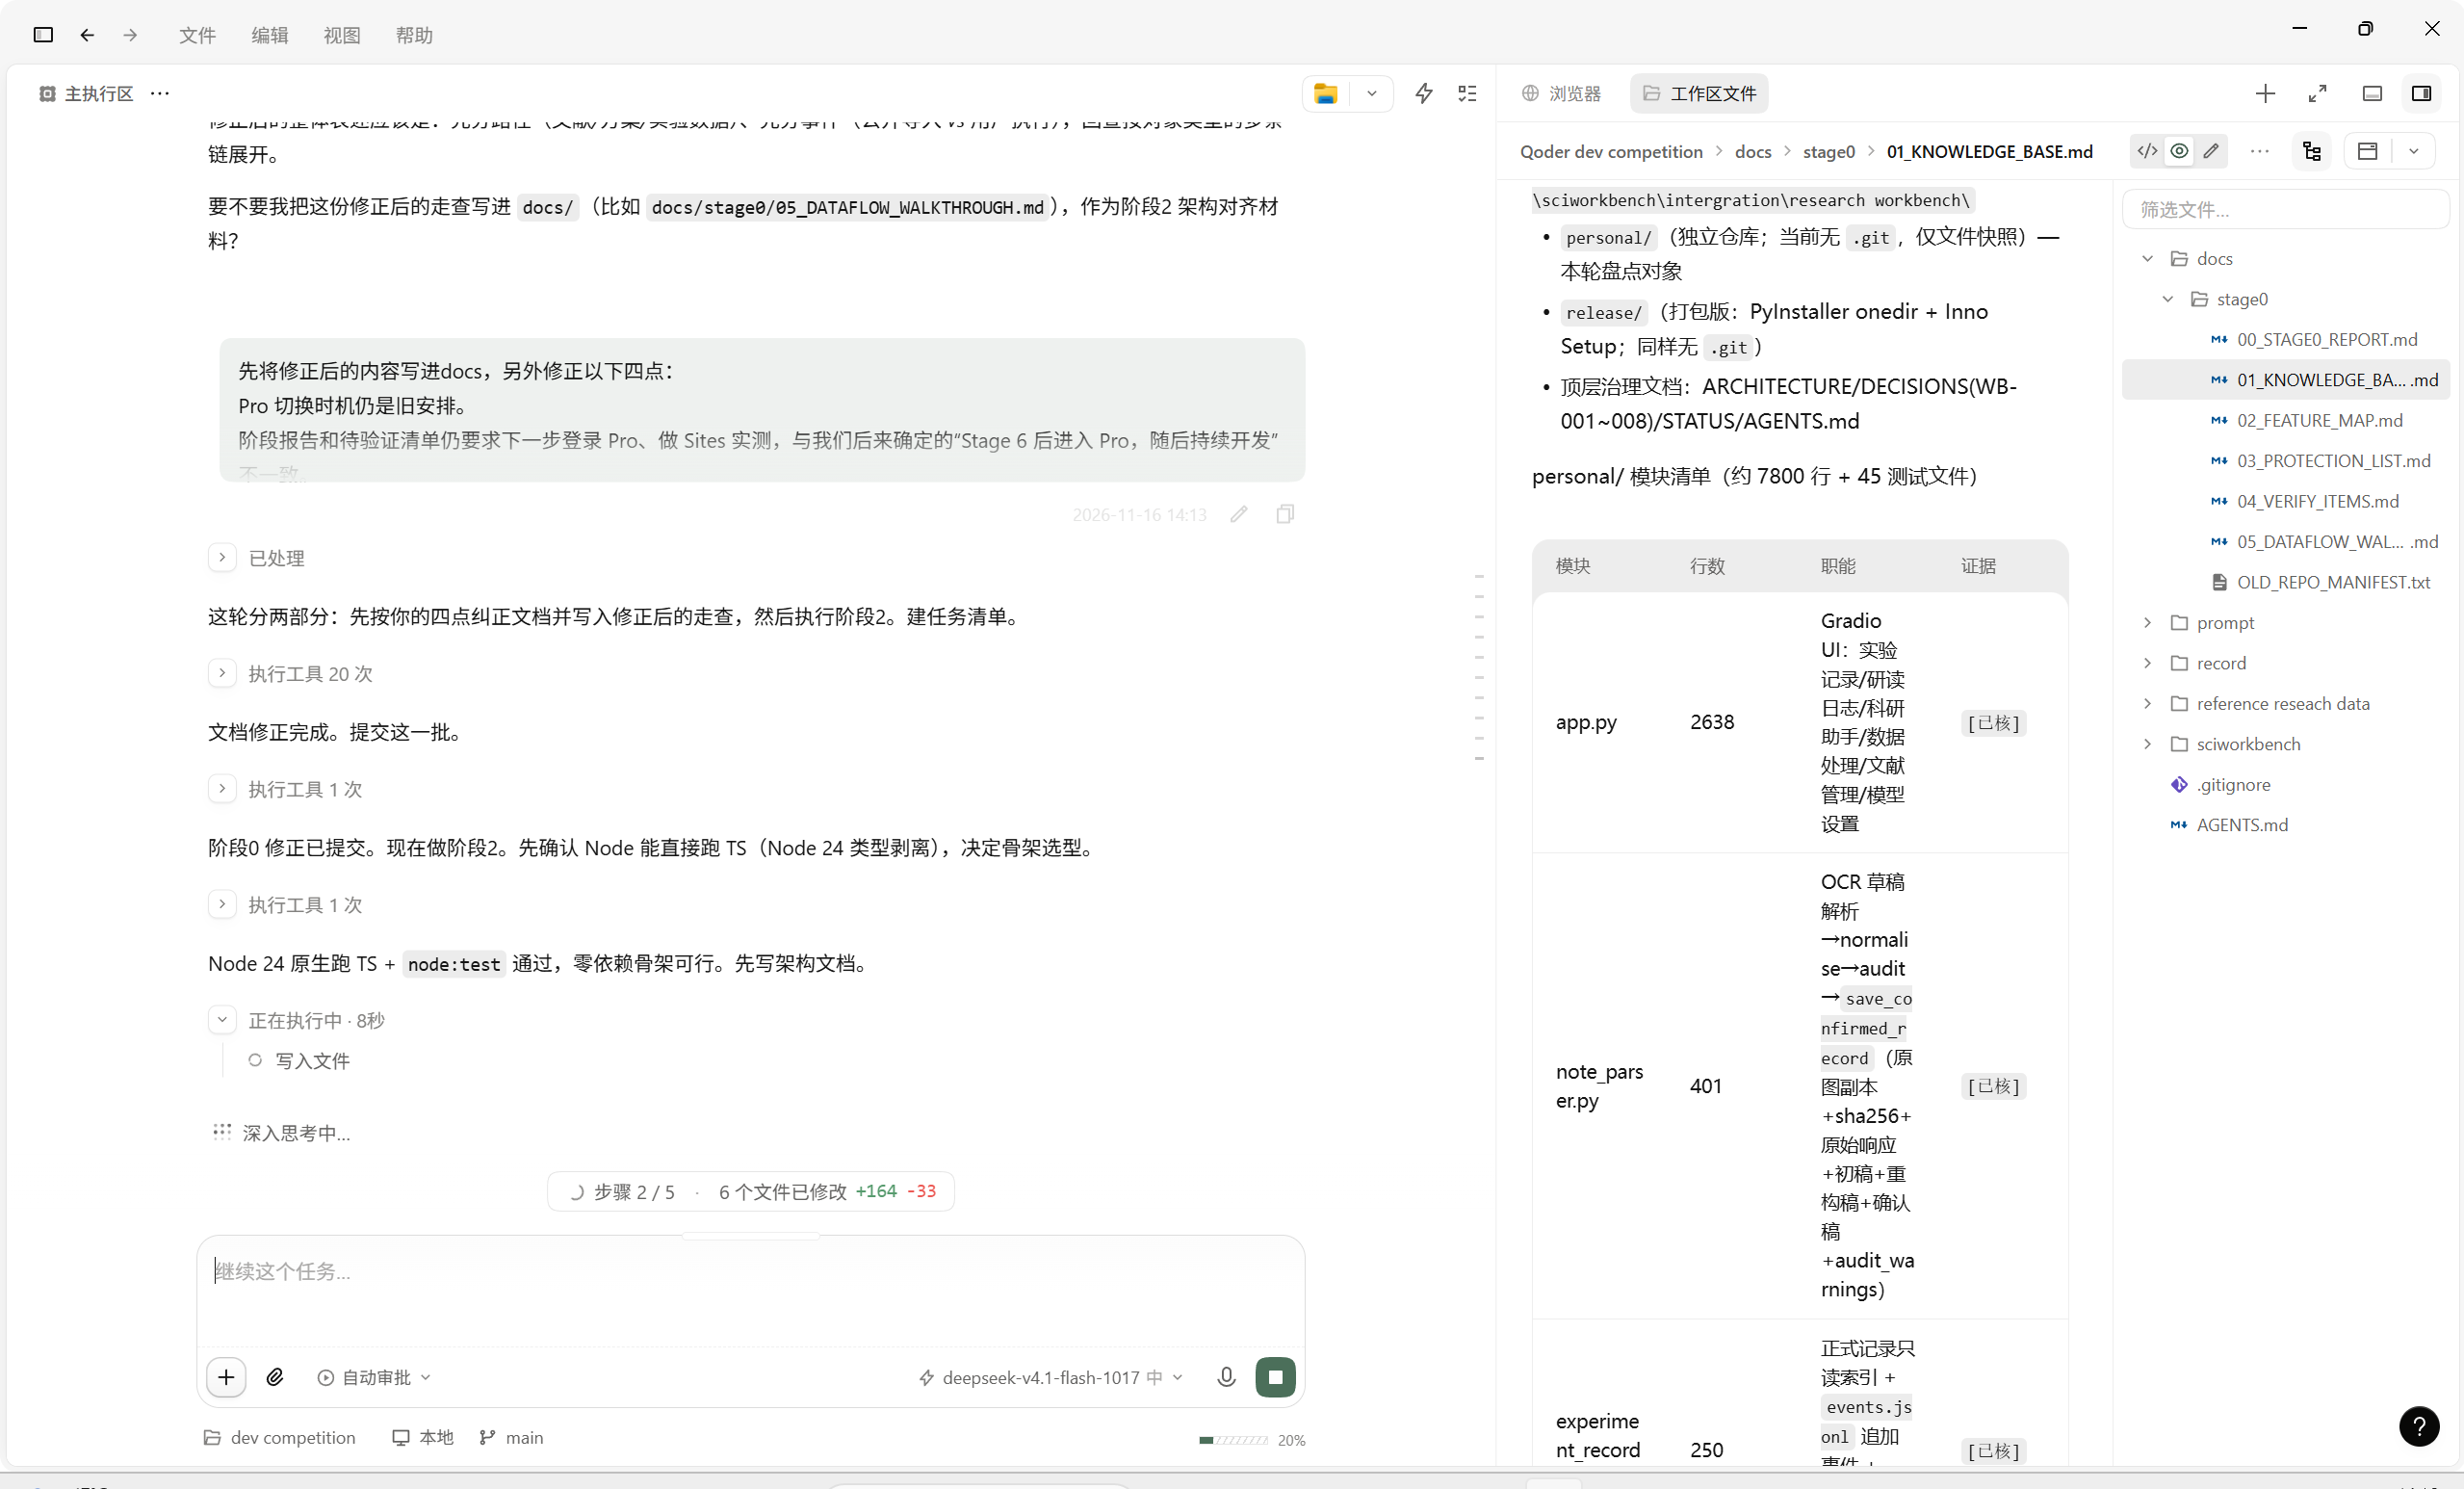 文件 编辑 视图 帮助
主执行区 ···
链展开。
要不要我把这份修正后的走查写进 docs/ （比如 docs/stage0/05_DATAFLOW_WALKTHROUGH.md），作为阶段2 架构对齐材
料？
先将修正后的内容写进docs，另外修正以下四点：
Pro 切换时机仍是旧安排。
阶段报告和待验证清单仍要求下一步登录 Pro、做 Sites 实测，与我们后来确定的“Stage 6 后进入 Pro，随后持续开发”
不一致。
2026-11-16 14:13
已处理
这轮分两部分：先按你的四点纠正文档并写入修正后的走查，然后执行阶段2。建任务清单。
执行工具 20 次
文档修正完成。提交这一批。
执行工具 1 次
阶段0 修正已提交。现在做阶段2。先确认 Node 能直接跑 TS（Node 24 类型剥离），决定骨架选型。
执行工具 1 次
Node 24 原生跑 TS + node:test 通过，零依赖骨架可行。先写架构文档。
正在执行中 · 8秒
写入文件
深入思考中...
步骤 2 / 5 · 6 个文件已修改 +164 -33
继续这个任务...
自动审批
deepseek-v4.1-flash-1017 中
dev competition 本地 main
20%
浏览器 工作区文件
Qoder dev competition > docs > stage0 > 01_KNOWLEDGE_BASE.md
\sciworkbench\intergration\research workbench\
• personal/ （独立仓库；当前无 .git，仅文件快照）—
本轮盘点对象
• release/ （打包版：PyInstaller onedir + Inno
Setup；同样无 .git）
• 顶层治理文档：ARCHITECTURE/DECISIONS(WB-
001~008)/STATUS/AGENTS.md
personal/ 模块清单（约 7800 行 + 45 测试文件）
模块 行数 职能 证据
app.py 2638
Gradio
UI：实验
记录/研读
日志/科研
助手/数据
处理/文献
管理/模型
设置
[已核]
note_pars
er.py
401
OCR 草稿
解析
→normali
se→audit
→save_co
nfirmed_r
ecord （原
图副本
+sha256+
原始响应
+初稿+重
构稿+确认
稿
+audit_wa
rnings）
[已核]
experime
nt_record
250
正式记录只
读索引 +
events.js
onl 追加
[已核]
筛选文件...
docs
stage0
00_STAGE0_REPORT.md
01_KNOWLEDGE_BA... .md
02_FEATURE_MAP.md
03_PROTECTION_LIST.md
04_VERIFY_ITEMS.md
05_DATAFLOW_WAL... .md
OLD_REPO_MANIFEST.txt
prompt
record
reference reseach data
sciworkbench
.gitignore
AGENTS.md
?